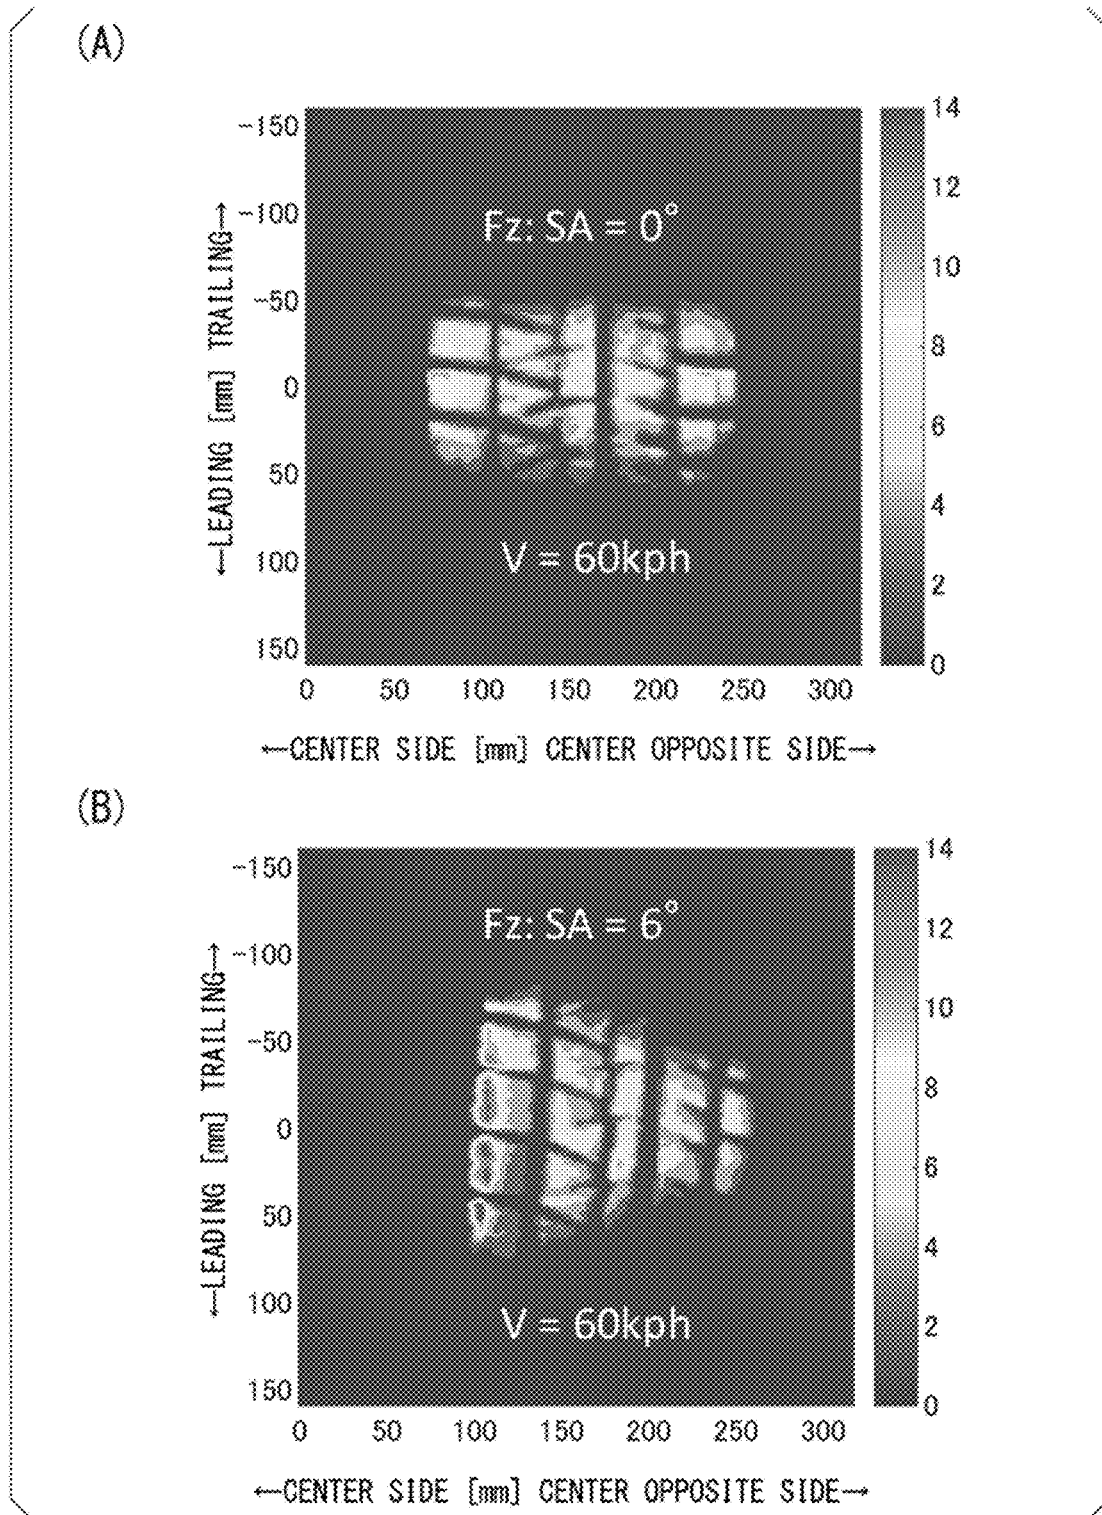 (A)
-150
-100
-50
0
50
100
150
←LEADING [mm] TRAILING→
Fz: SA = 0°
V = 60kph
14
12
10
8
6
4
2
0
0 50 100 150 200 250 300
←CENTER SIDE [mm] CENTER OPPOSITE SIDE→
(B)
-150
-100
-50
0
50
100
150
←LEADING [mm] TRAILING→
Fz: SA = 6°
V = 60kph
14
12
10
8
6
4
2
0
0 50 100 150 200 250 300
←CENTER SIDE [mm] CENTER OPPOSITE SIDE→